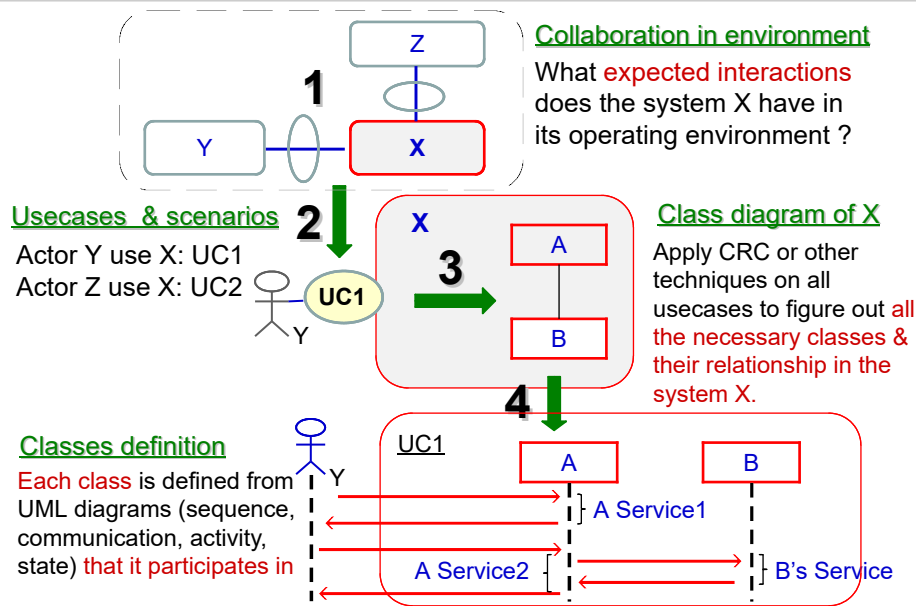 Z
1
Y
X
Collaboration in environment
What expected interactions
does the system X have in
its operating environment ?
Usecases & scenarios
Actor Y use X: UC1
Actor Z use X: UC2
2
UC1
Y
X
3
A
B
Class diagram of X
Apply CRC or other
techniques on all
usecases to figure out all
the necessary classes &
their relationship in the
system X.
4
Classes definition
Each class is defined from
UML diagrams (sequence,
communication, activity,
state) that it participates in
Y
UC1
A
B
A Service1
A Service2
B's Service